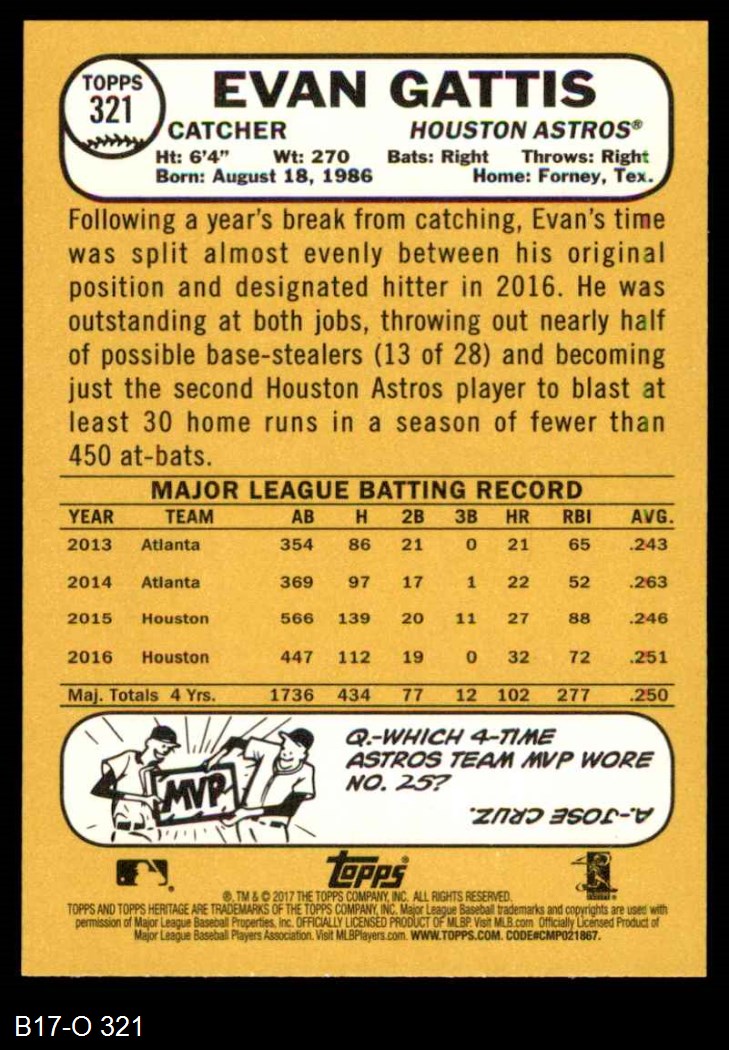 TOPPS
321
EVAN GATTIS
CATCHER HOUSTON ASTROS®
Ht: 6'4" Wt: 270 Bats: Right Throws: Right
Born: August 18, 1986 Home: Forney, Tex.
Following a year's break from catching, Evan's time
was split almost evenly between his original
position and designated hitter in 2016. He was
outstanding at both jobs, throwing out nearly half
of possible base-stealers (13 of 28) and becoming
just the second Houston Astros player to blast at
least 30 home runs in a season of fewer than
450 at-bats.
MAJOR LEAGUE BATTING RECORD
YEAR TEAM AB H 2B 3B HR RBI AVG.
2013 Atlanta 354 86 21 0 21 65 .243
2014 Atlanta 369 97 17 1 22 52 .263
2015 Houston 566 139 20 11 27 88 .246
2016 Houston 447 112 19 0 32 72 .251
Maj. Totals 4 Yrs. 1736 434 77 12 102 277 .250
MVP
Q.-WHICH 4-TIME
ASTROS TEAM MVP WORE
NO. 25?
A.-JOSE CRUZ.
Topps®
®, TM & © 2017 THE TOPPS COMPANY, INC. ALL RIGHTS RESERVED.
TOPPS AND TOPPS HERITAGE ARE TRADEMARKS OF THE TOPPS COMPANY, INC. Major League Baseball trademarks and copyrights are used with
permission of Major League Baseball Properties, Inc. OFFICIALLY LICENSED PRODUCT OF MLBP. Visit MLB.com Officially Licensed Product of
Major League Baseball Players Association. Visit MLBPlayers.com. WWW.TOPPS.COM. CODE#CMP021867.
B17-O 321